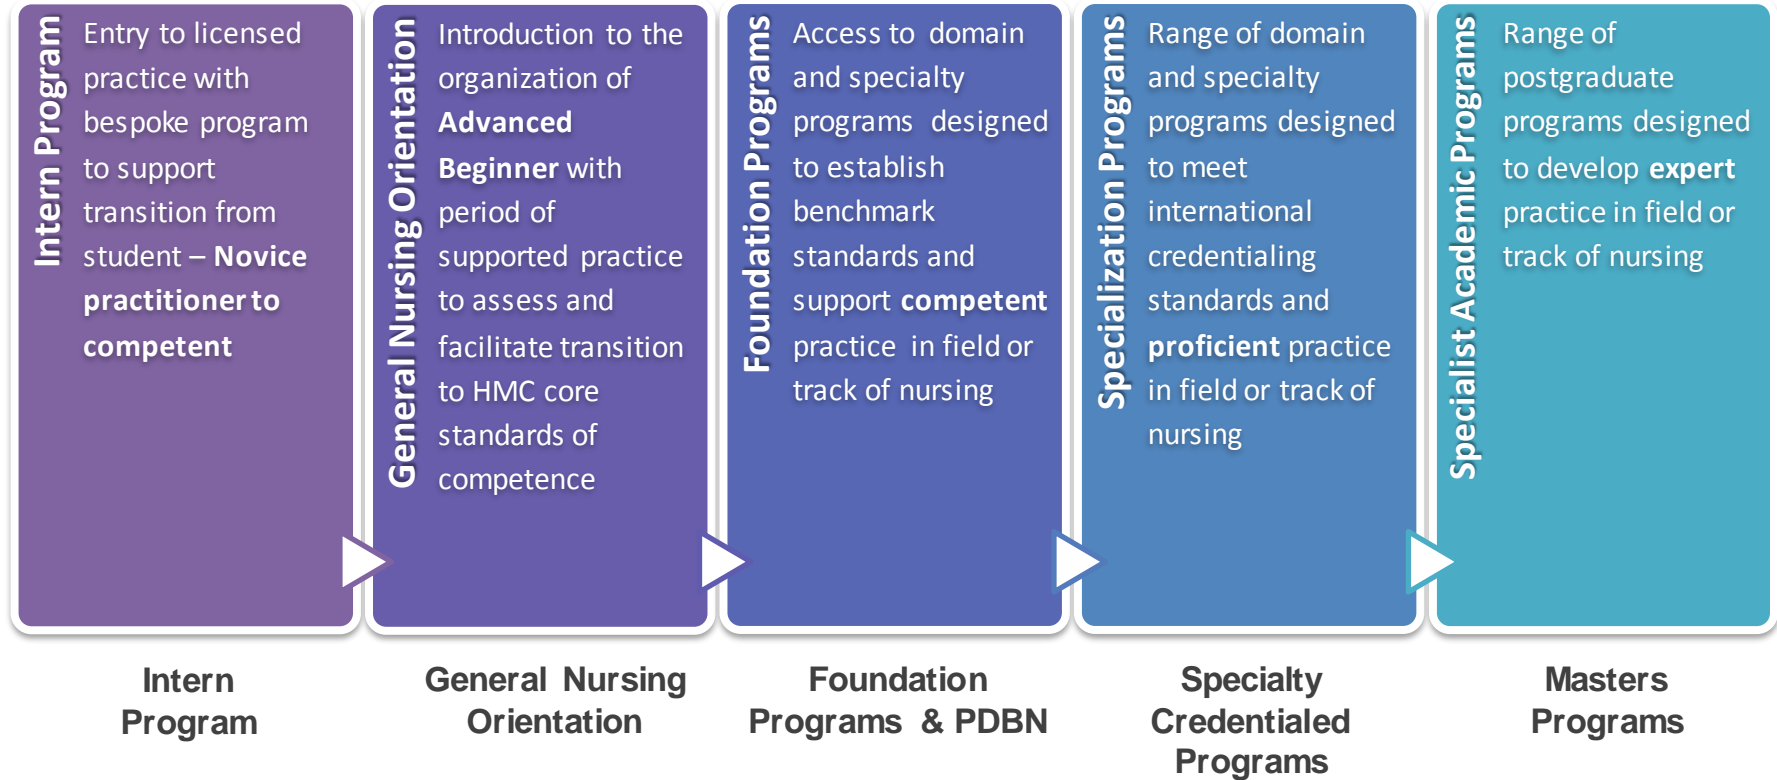 Intern Program
Entry to licensed
practice with
bespoke program
to support
transition from
student – Novice
practitioner to
competent
General Nursing Orientation
Introduction to the
organization of
Advanced
Beginner with
period of
supported practice
to assess and
facilitate transition
to HMC core
standards of
competence
Foundation Programs
Access to domain
and specialty
programs designed
to establish
benchmark
standards and
support competent
practice in field or
track of nursing
Specialization Programs
Range of domain
and specialty
programs designed
to meet
international
credentialing
standards and
proficient practice
in field or track of
nursing
Specialist Academic Programs
Range of
postgraduate
programs designed
to develop expert
practice in field or
track of nursing
Intern
Program
General Nursing
Orientation
Foundation
Programs & PDBN
Specialty
Credentialed
Programs
Masters
Programs